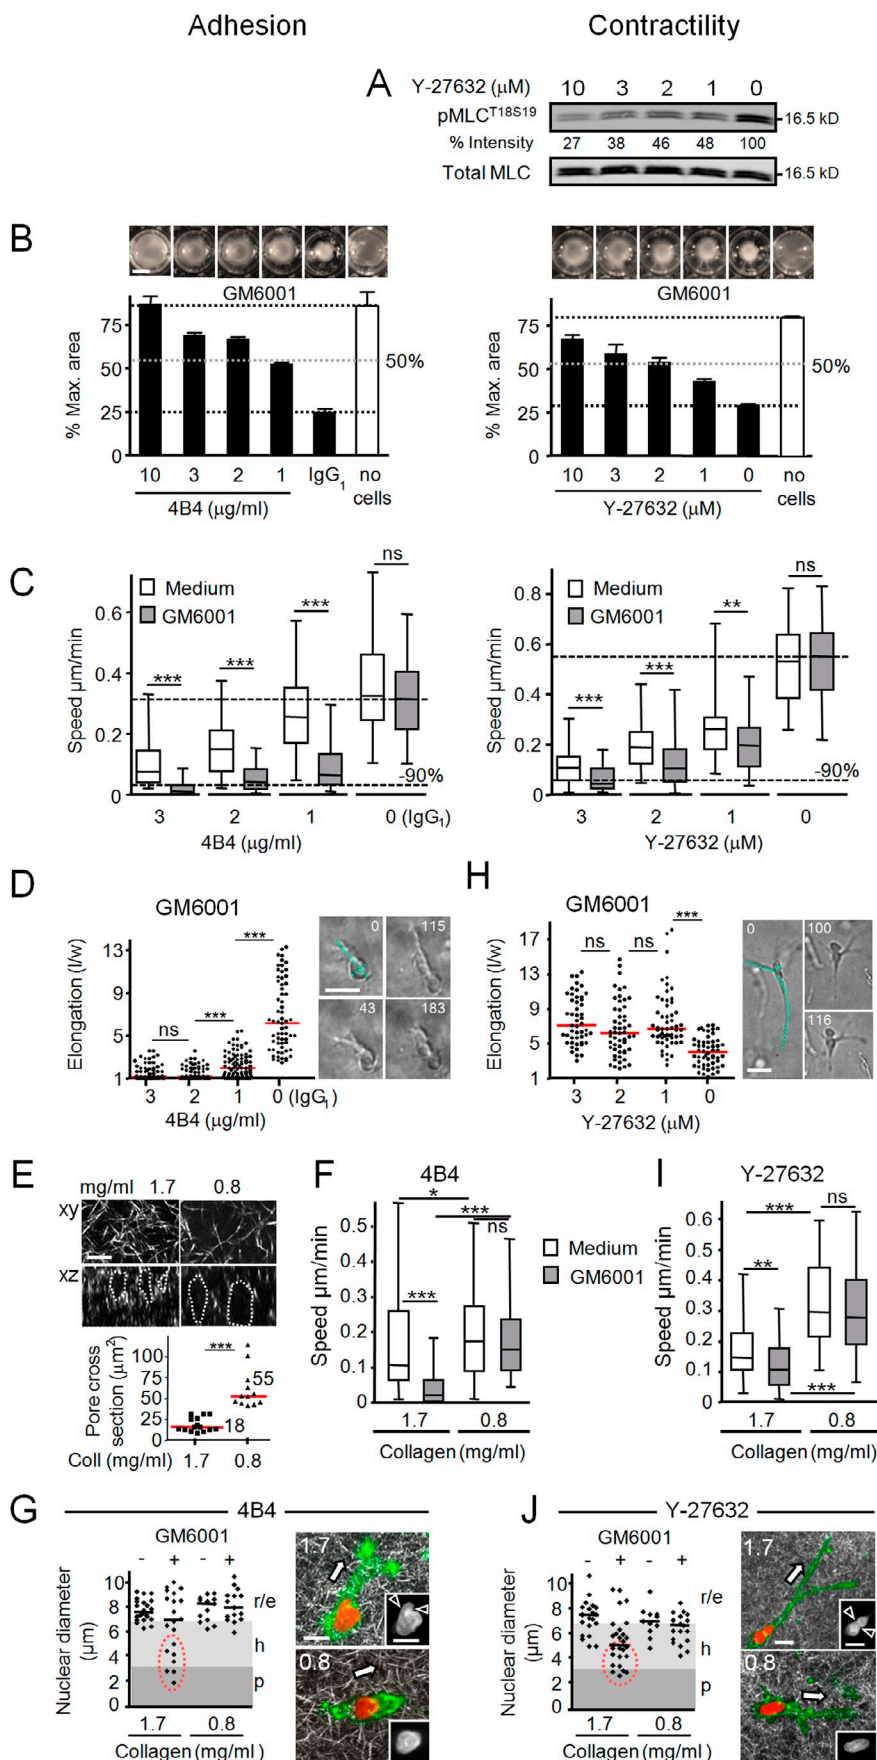 Adhesion Contractility
A Y-27632 (μM) 10 3 2 1 0
pMLC^T18S19 16.5 kD
% Intensity 27 38 46 48 100
Total MLC 16.5 kD
B
GM6001 GM6001
% Max. area 75 50 25 0 50%
10 3 2 1 IgG₁ no cells
4B4 (μg/ml)
% Max. area 75 50 25 0 50%
10 3 2 1 0 no cells
Y-27632 (μM)
C
Speed μm/min 0.6 0.4 0.2 0
Medium
GM6001
*** *** *** ns
-90%
3 2 1 0 (IgG₁)
4B4 (μg/ml)
Speed μm/min 0.8 0.6 0.4 0.2 0
Medium
GM6001
*** *** ** ns
-90%
3 2 1 0
Y-27632 (μM)
D GM6001
Elongation (l/w) 13 9 5 1
ns *** ***
3 2 1 0 (IgG₁)
4B4 (μg/ml)
0 115
43 183
H GM6001
Elongation (l/w) 17 13 9 5 1
ns ns ***
3 2 1 0
Y-27632 (μM)
0 100
116
E mg/ml 1.7 0.8
xy
xz
Pore cross section (μm²) 100 75 50 25 0
*** 55
18
Coll (mg/ml) 1.7 0.8
F 4B4
Speed μm/min 0.5 0.4 0.3 0.2 0.1 0
* *** ns ***
1.7 0.8
Collagen (mg/ml)
Medium
GM6001
I Y-27632
Speed μm/min 0.6 0.5 0.4 0.3 0.2 0.1 0
*** ns ** ***
1.7 0.8
Collagen (mg/ml)
G 4B4
GM6001
- + - +
Nuclear diameter (μm) 10 8 6 4 2 0
r/e
h
p
1.7 0.8
Collagen (mg/ml)
1.7
0.8
J Y-27632
GM6001
- + - +
Nuclear diameter (μm) 10 8 6 4 2 0
r/e
h
p
1.7 0.8
Collagen (mg/ml)
1.7
0.8